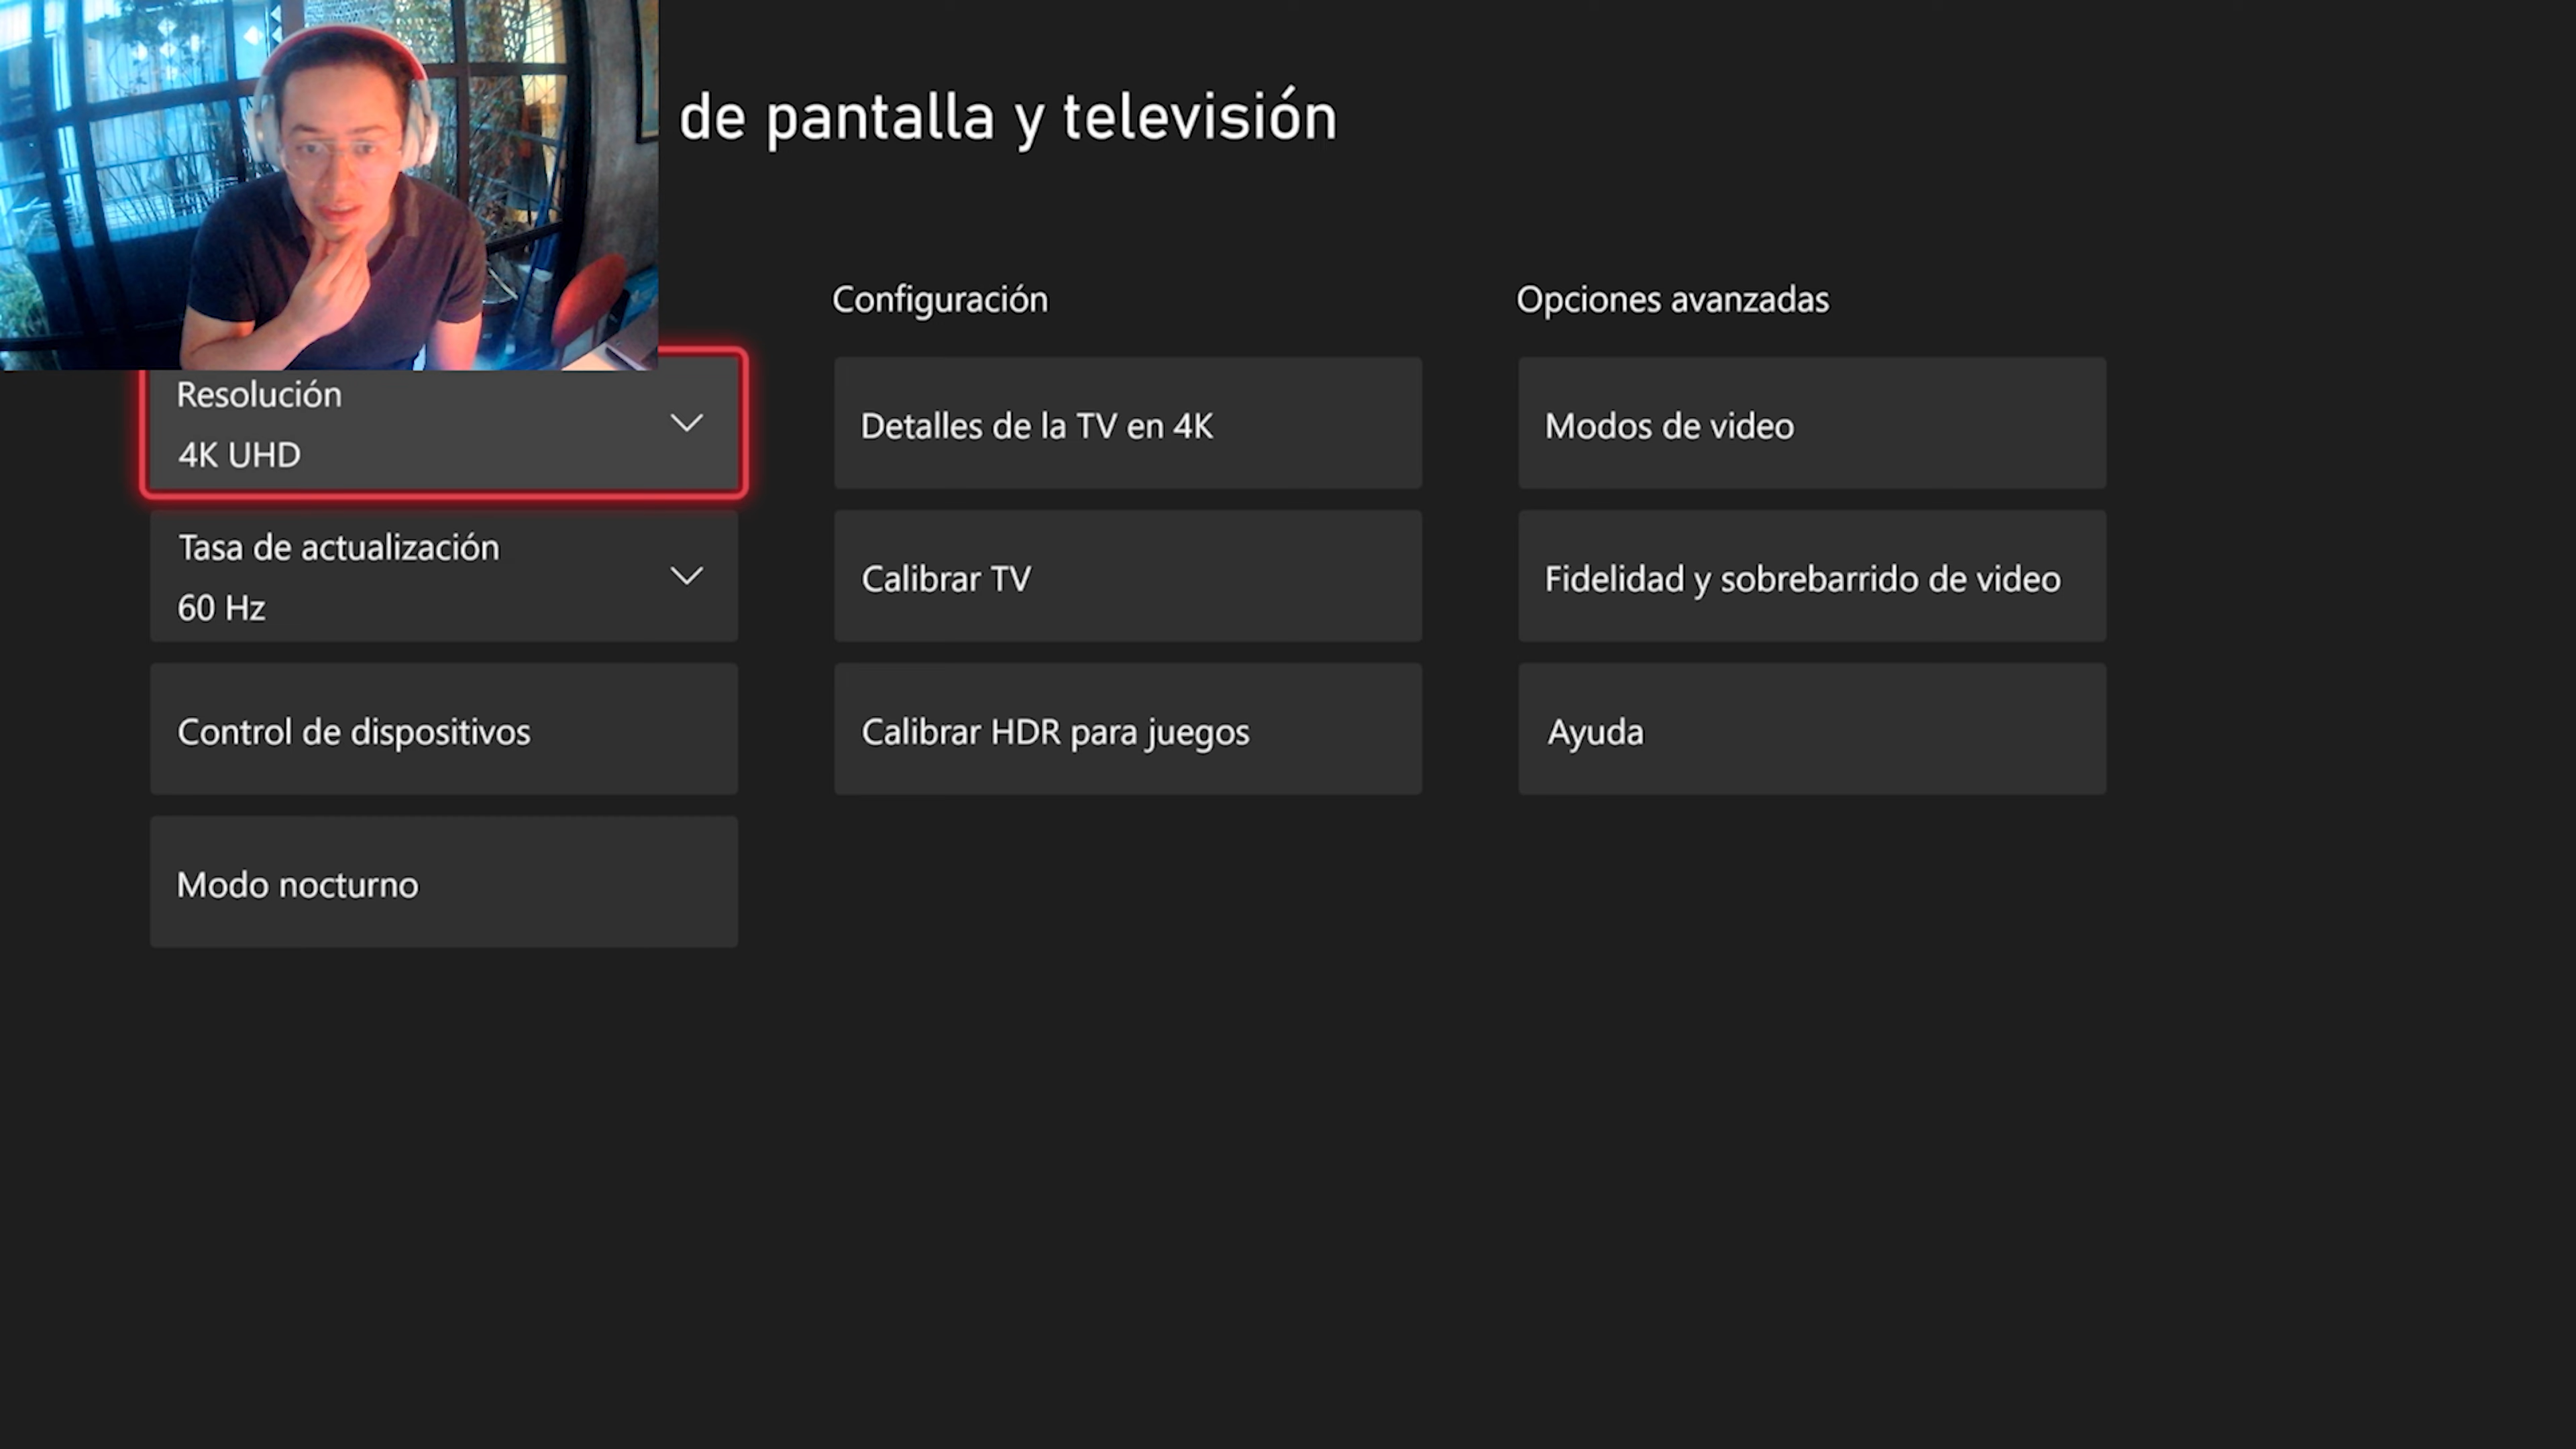 de pantalla y televisión
Resolución
4K UHD
Tasa de actualización
60 Hz
Control de dispositivos
Modo nocturno
Configuración
Detalles de la TV en 4K
Calibrar TV
Calibrar HDR para juegos
Opciones avanzadas
Modos de video
Fidelidad y sobrebarrido de video
Ayuda